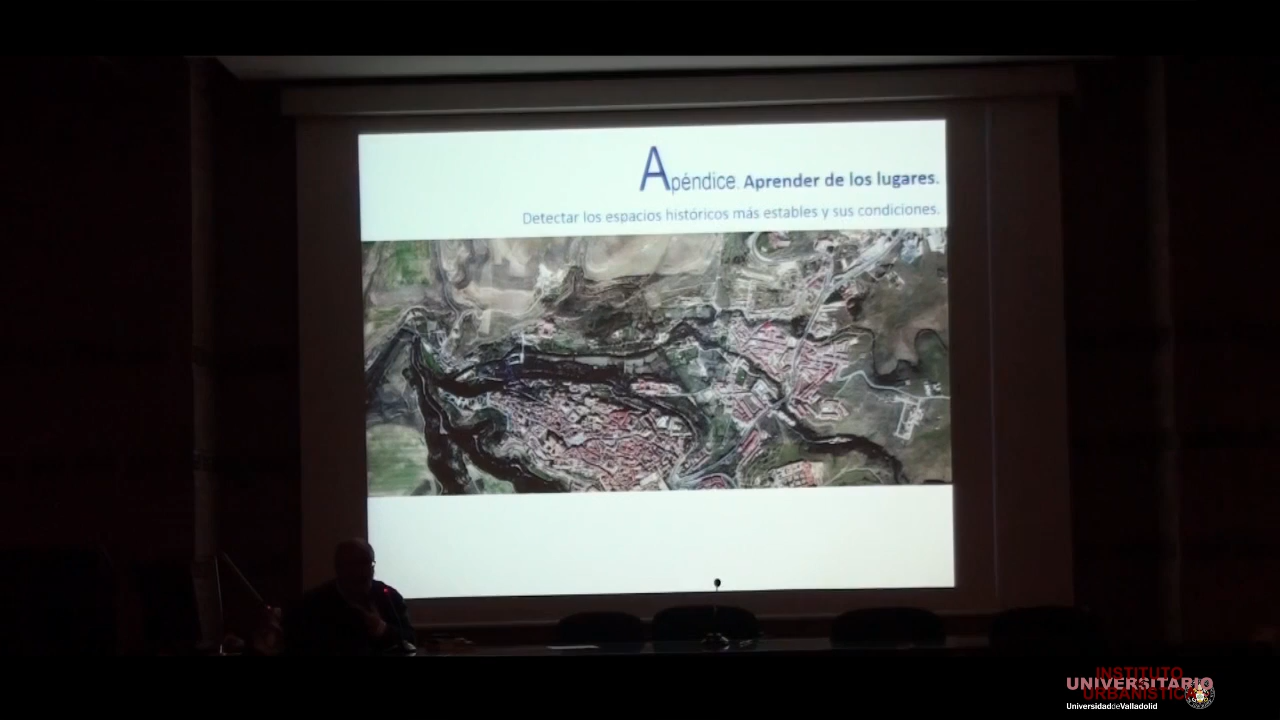 Apéndice. Aprender de los lugares.
Detectar los espacios históricos más estables y sus condiciones.
INSTITUTO
UNIVERSITARIO
URBANÍSTICA
UniversidaddeValladolid